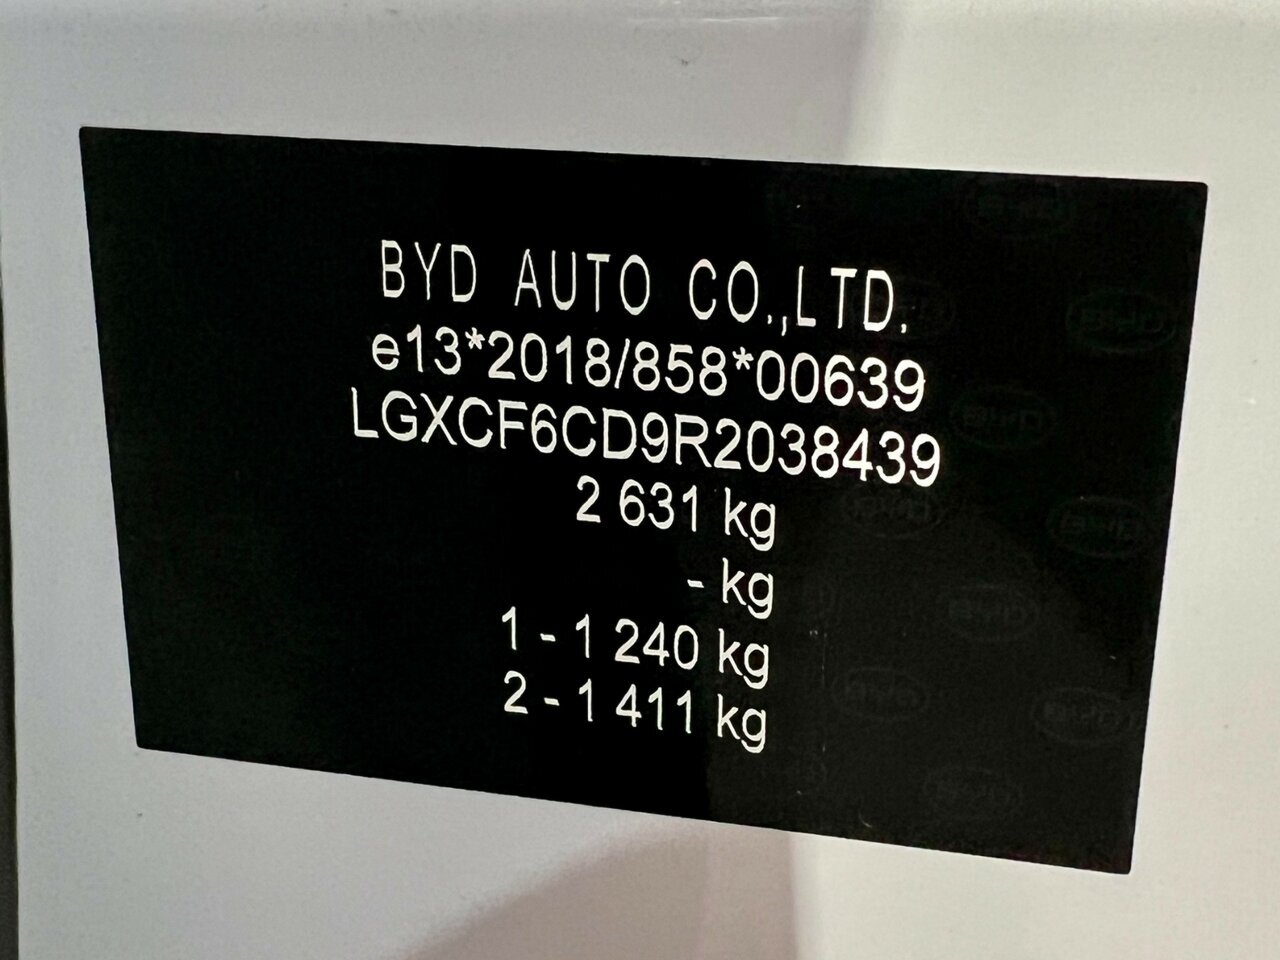 BYD AUTO CO.,LTD.
e13*2018/858*00639
LGXCF6CD9R2038439
2 631 kg
- kg
1 - 1 240 kg
2 - 1 411 kg